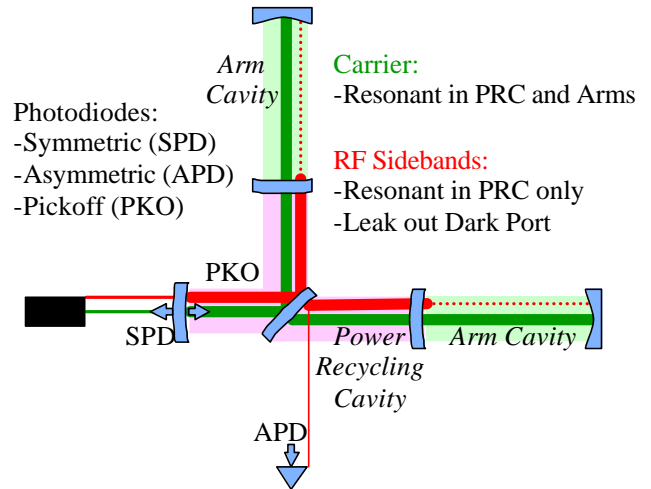 Arm
Cavity
Carrier:
-Resonant in PRC and Arms
Photodiodes:
-Symmetric (SPD)
-Asymmetric (APD)
-Pickoff (PKO)
RF Sidebands:
-Resonant in PRC only
-Leak out Dark Port
PKO
SPD
Power
Recycling
Cavity
Arm Cavity
APD